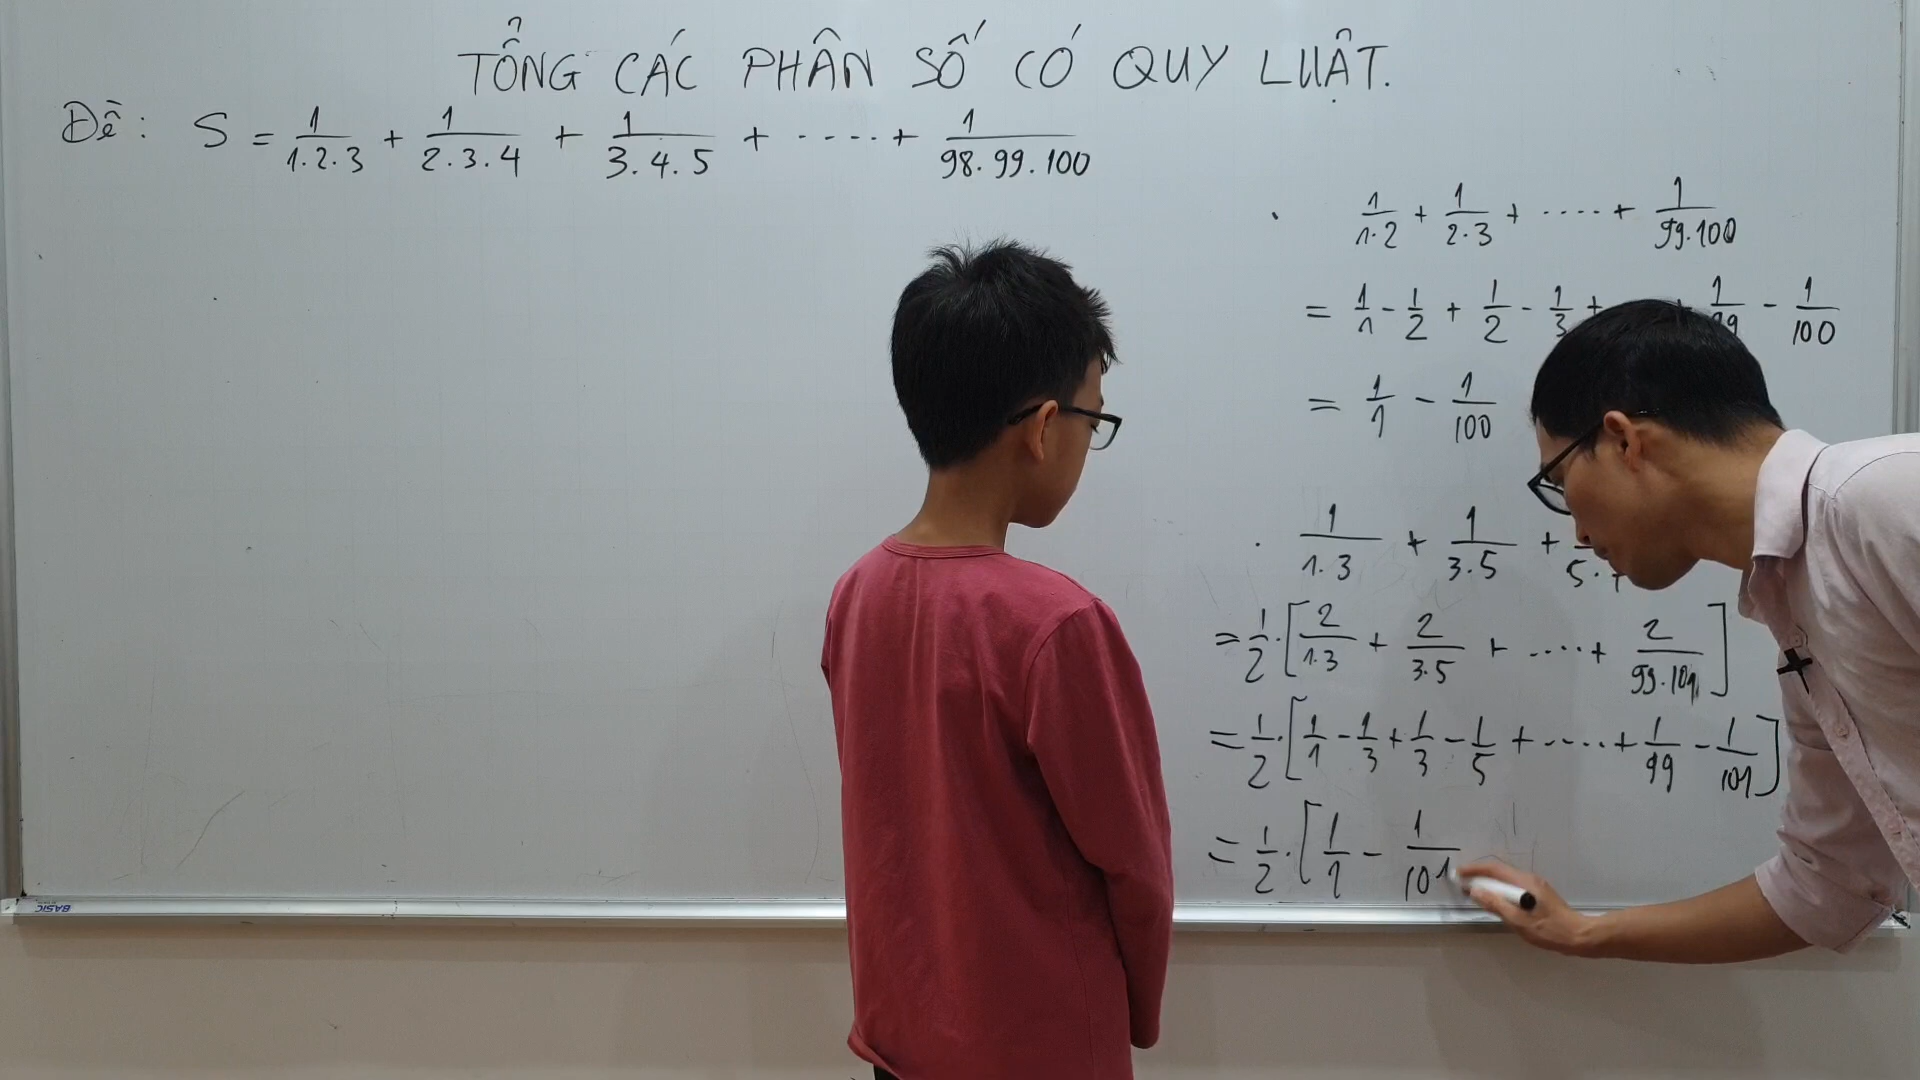 TỔNG CÁC PHÂN SỐ CÓ QUY LUẬT.
Đề: S = 1/1.2.3 + 1/2.3.4 + 1/3.4.5 + ..... + 1/98.99.100
1/1.2 + 1/2.3 + ..... + 1/99.100
= 1/1 - 1/2 + 1/2 - 1/3 + - 1/100
= 1/1 - 1/100
1/1.3 + 1/3.5 +
= 1/2 . [2/1.3 + 2/3.5 + ..... + 2/99.101]
= 1/2 . [1/1 - 1/3 + 1/3 - 1/5 + ..... + 1/99 - 1/101]
= 1/2 . [1/1 - 1/101
BASIC